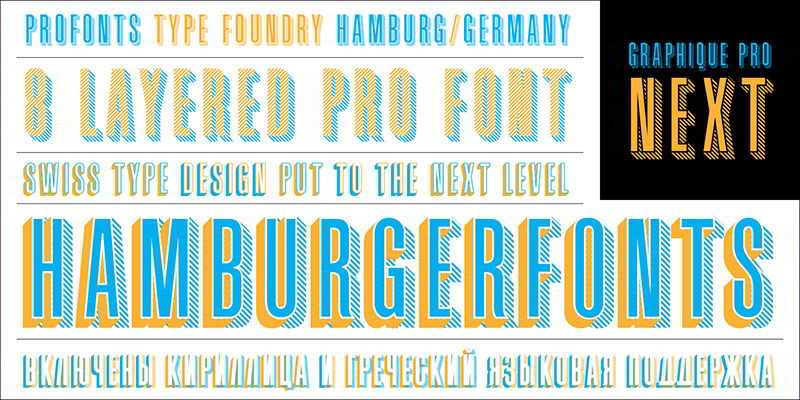 PROFONTS TYPE FOUNDRY HAMBURG/GERMANY
GRAPHIQUE PRO
NEXT
8 LAYERED PRO FONT
SWISS TYPE DESIGN PUT TO THE NEXT LEVEL
HAMBURGERFONTS
ВКЛЮЧЕНЫ КИРИЛЛИЦА И ГРЕЧЕСКИЙ ЯЗЫКОВАЯ ПОДДЕРЖКА